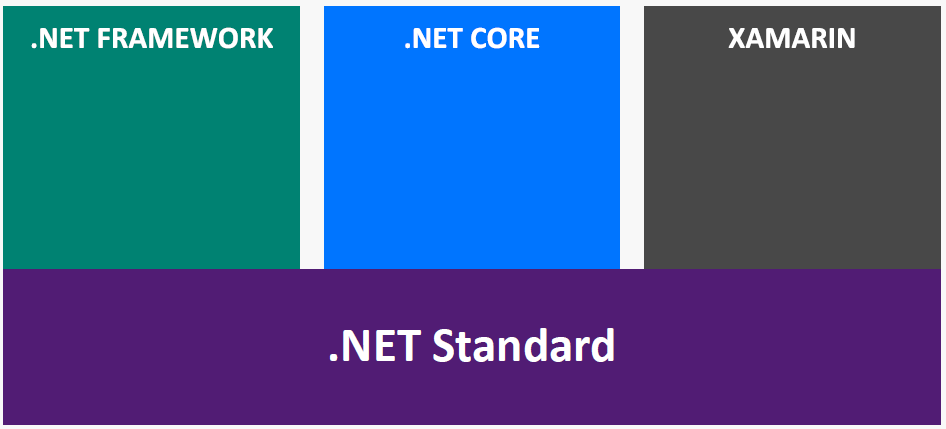 .NET FRAMEWORK
.NET CORE
XAMARIN
.NET Standard